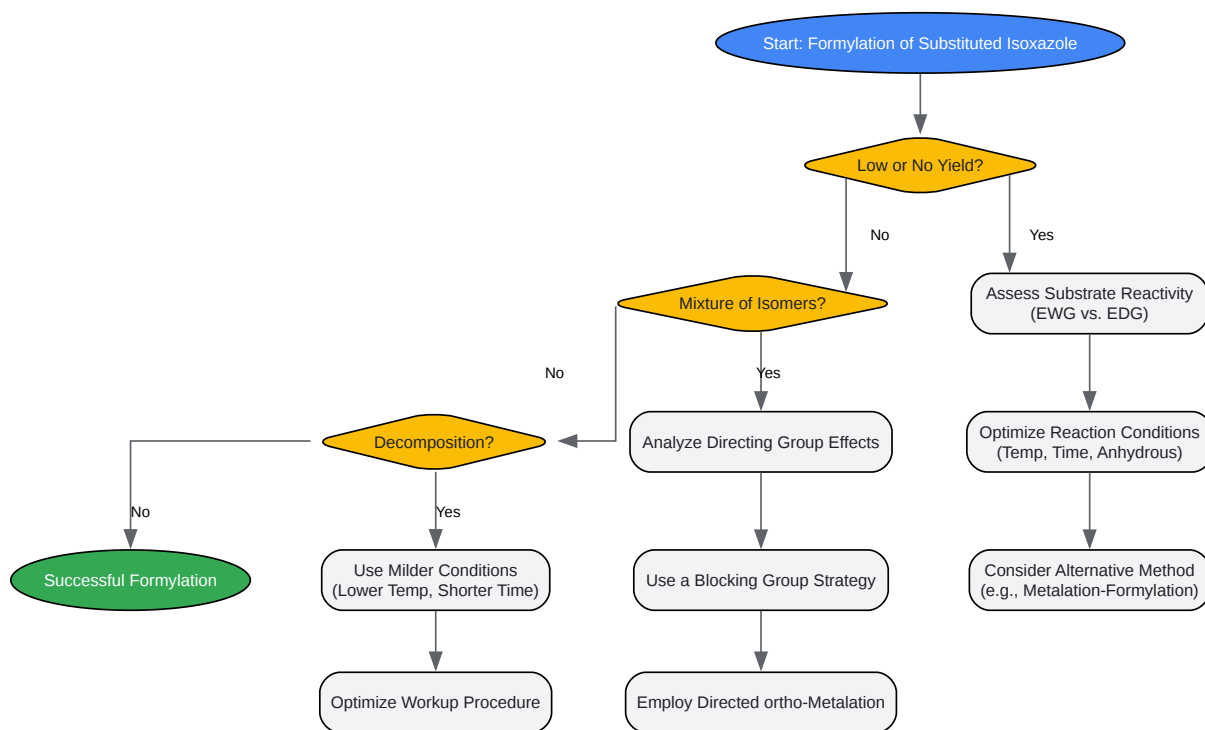 Start: Formylation of Substituted Isoxazole
Low or No Yield?
No
Yes
Mixture of Isomers?
Assess Substrate Reactivity
(EWG vs. EDG)
No
Yes
Decomposition?
Analyze Directing Group Effects
Optimize Reaction Conditions
(Temp, Time, Anhydrous)
No
Yes
Successful Formylation
Use Milder Conditions
(Lower Temp, Shorter Time)
Use a Blocking Group Strategy
Consider Alternative Method
(e.g., Metalation-Formylation)
Optimize Workup Procedure
Employ Directed ortho-Metalation